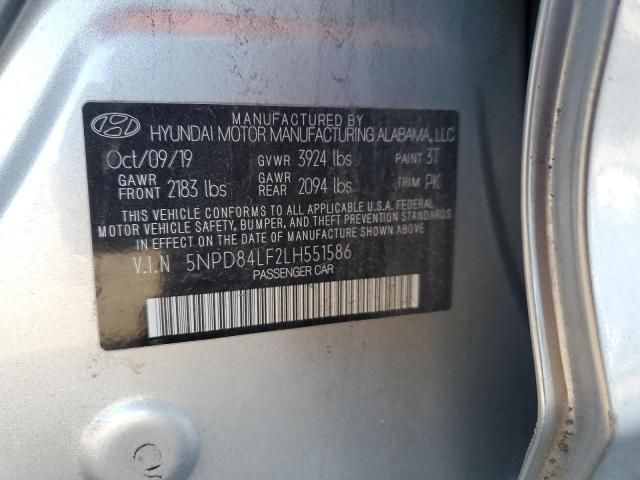 MANUFACTURED BY
HYUNDAI MOTOR MANUFACTURING ALABAMA, LLC
Oct/09/19 GVWR 3924 lbs PAINT 3T
GAWR FRONT 2183 lbs GAWR REAR 2094 lbs TRIM PK
THIS VEHICLE CONFORMS TO ALL APPLICABLE U.S.A. FEDERAL
MOTOR VEHICLE SAFETY, BUMPER, AND THEFT PREVENTION STANDARDS
IN EFFECT ON THE DATE OF MANUFACTURE SHOWN ABOVE.
V.I.N 5NPD84LF2LH551586
PASSENGER CAR